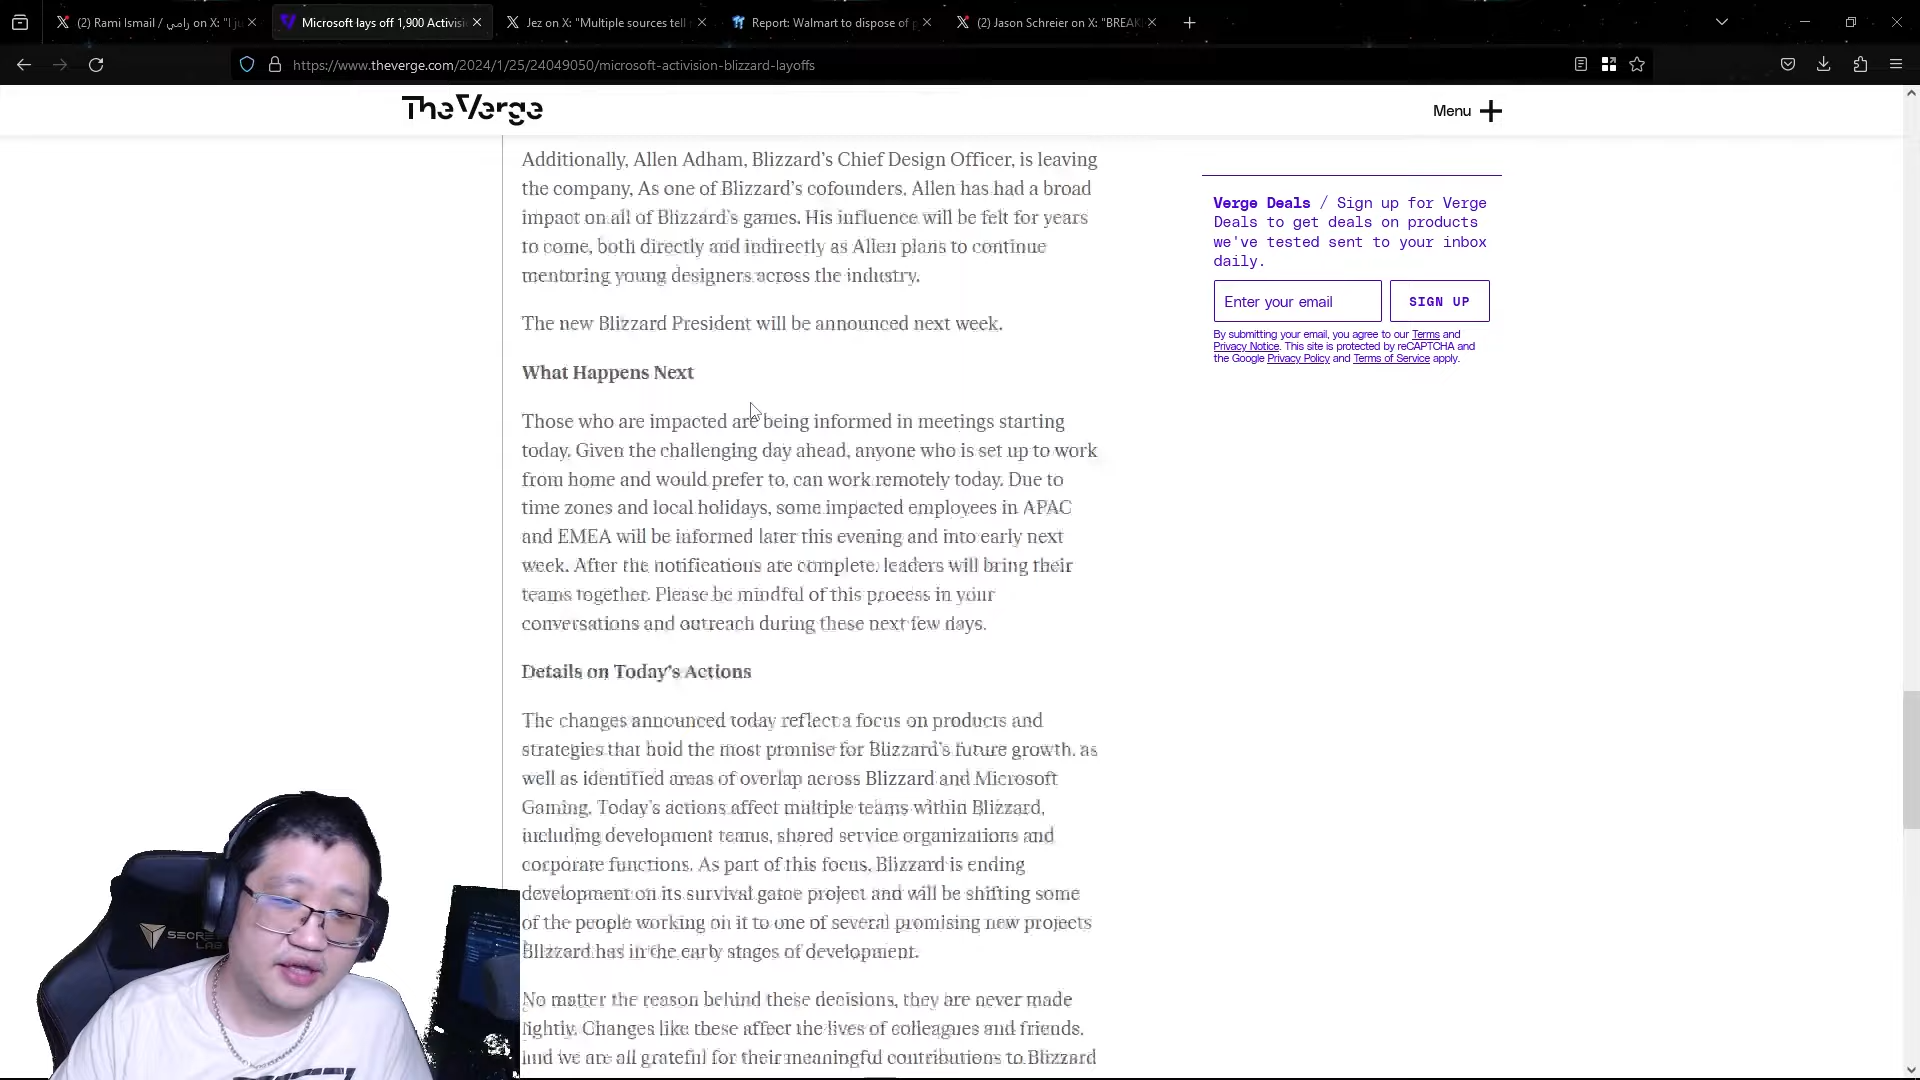 (2) Rami Ismail / رامي on X: "I ju
Microsoft lays off 1,900 Activisi
Jez on X: "Multiple sources tell
Report: Walmart to dispose of p
(2) Jason Schreier on X: "BREAK
https://www.theverge.com/2024/1/25/24049050/microsoft-activision-blizzard-layoffs
The Verge
Menu
Additionally, Allen Adham, Blizzard's Chief Design Officer, is leaving
the company, As one of Blizzard's cofounders, Allen has had a broad
impact on all of Blizzard's games. His influence will be felt for years
to come, both directly and indirectly as Allen plans to continue
mentoring young designers across the industry.
The new Blizzard President will be announced next week.
What Happens Next
Those who are impacted are being informed in meetings starting
today. Given the challenging day ahead, anyone who is set up to work
from home and would prefer to, can work remotely today. Due to
time zones and local holidays, some impacted employees in APAC
and EMEA will be informed later this evening and into early next
week. After the notifications are complete, leaders will bring their
teams together. Please be mindful of this process in your
conversations and outreach during these next few days.
Details on Today's Actions
The changes announced today reflect a focus on products and
strategies that hold the most promise for Blizzard's future growth, as
well as identified areas of overlap across Blizzard and Microsoft
Gaming. Today's actions affect multiple teams within Blizzard,
including development teams, shared service organizations and
corporate functions. As part of this focus, Blizzard is ending
development on its survival game project and will be shifting some
of the people working on it to one of several promising new projects
Blizzard has in the early stages of development.
No matter the reason behind these decisions, they are never made
lightly. Changes like these affect the lives of colleagues and friends.
and we are all grateful for their meaningful contributions to Blizzard
Verge Deals / Sign up for Verge
Deals to get deals on products
we've tested sent to your inbox
daily.
Enter your email
SIGN UP
By submitting your email, you agree to our Terms and
Privacy Notice. This site is protected by reCAPTCHA and
the Google Privacy Policy and Terms of Service apply.
SECRET
LAB